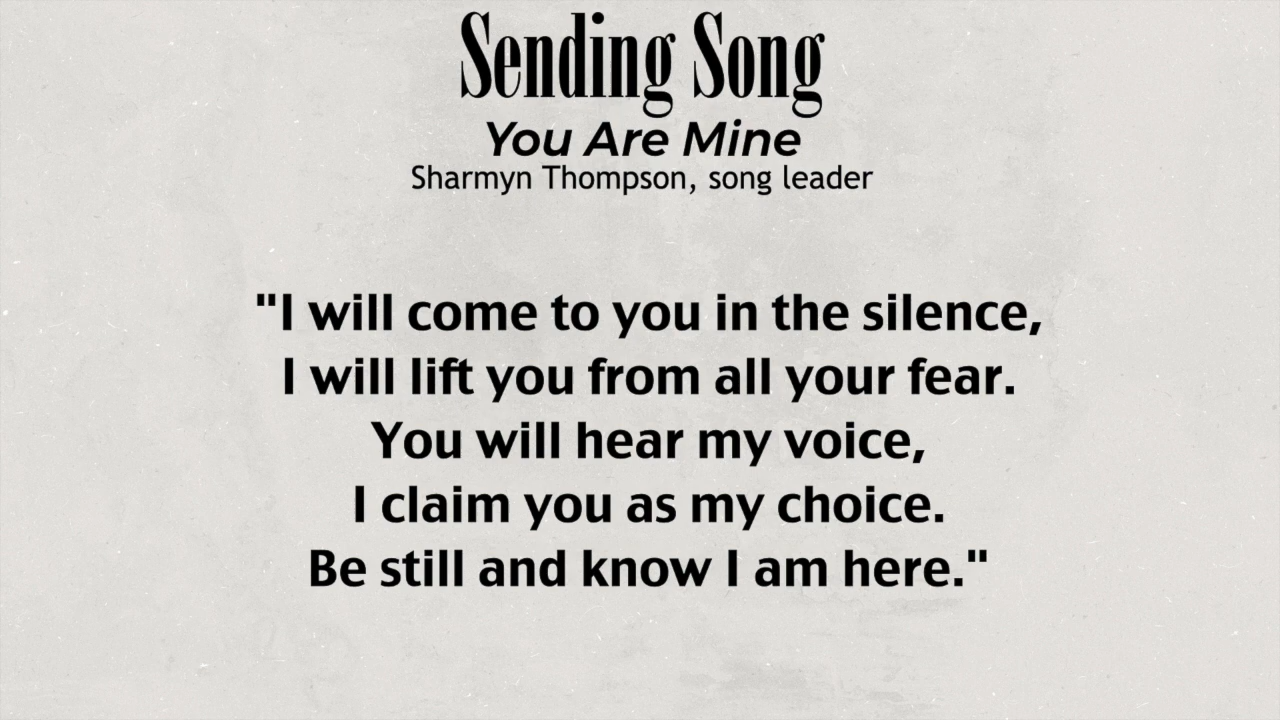 Sending Song
You Are Mine
Sharmyn Thompson, song leader
"I will come to you in the silence,
I will lift you from all your fear.
You will hear my voice,
I claim you as my choice.
Be still and know I am here."